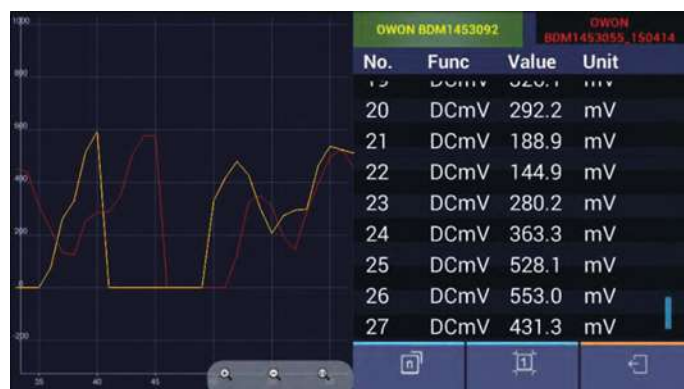 1000
800
600
400
200
0
-200
35
40
45
OWON BDM1453092
OWON
BDM1453055_150414
No. Func Value Unit
20 DCmV 292.2 mV
21 DCmV 188.9 mV
22 DCmV 144.9 mV
23 DCmV 280.2 mV
24 DCmV 363.3 mV
25 DCmV 528.1 mV
26 DCmV 553.0 mV
27 DCmV 431.3 mV
n
1